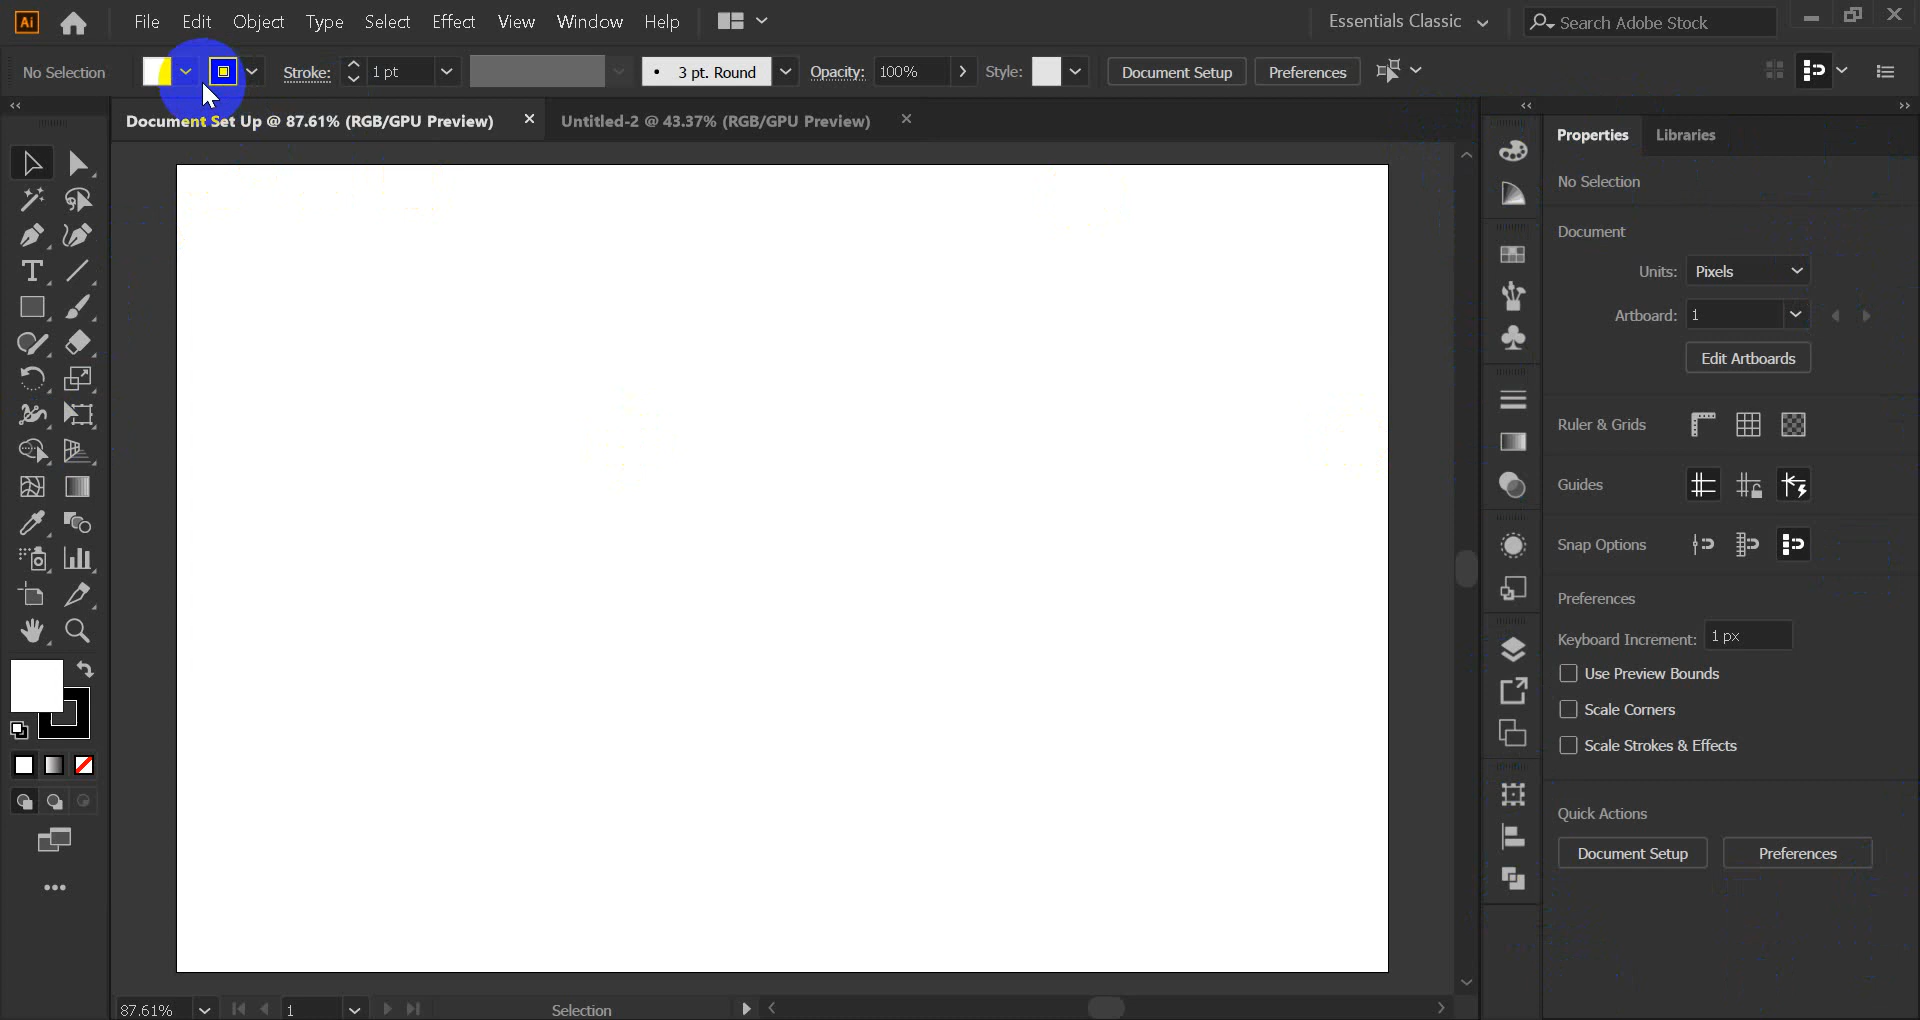 Ai File Edit Object Type Select Effect View Window Help Essentials Classic Search Adobe Stock
No Selection Stroke: 1 pt 3 pt. Round Opacity: 100% Style: Document Setup Preferences
Document Set Up @ 87.61% (RGB/GPU Preview) Untitled-2 @ 43.37% (RGB/GPU Preview)
Properties Libraries
No Selection
Document
Units: Pixels
Artboard: 1
Edit Artboards
Ruler & Grids
Guides
Snap Options
Preferences
Keyboard Increment: 1 px
Use Preview Bounds
Scale Corners
Scale Strokes & Effects
Quick Actions
Document Setup Preferences
87.61% 1 Selection